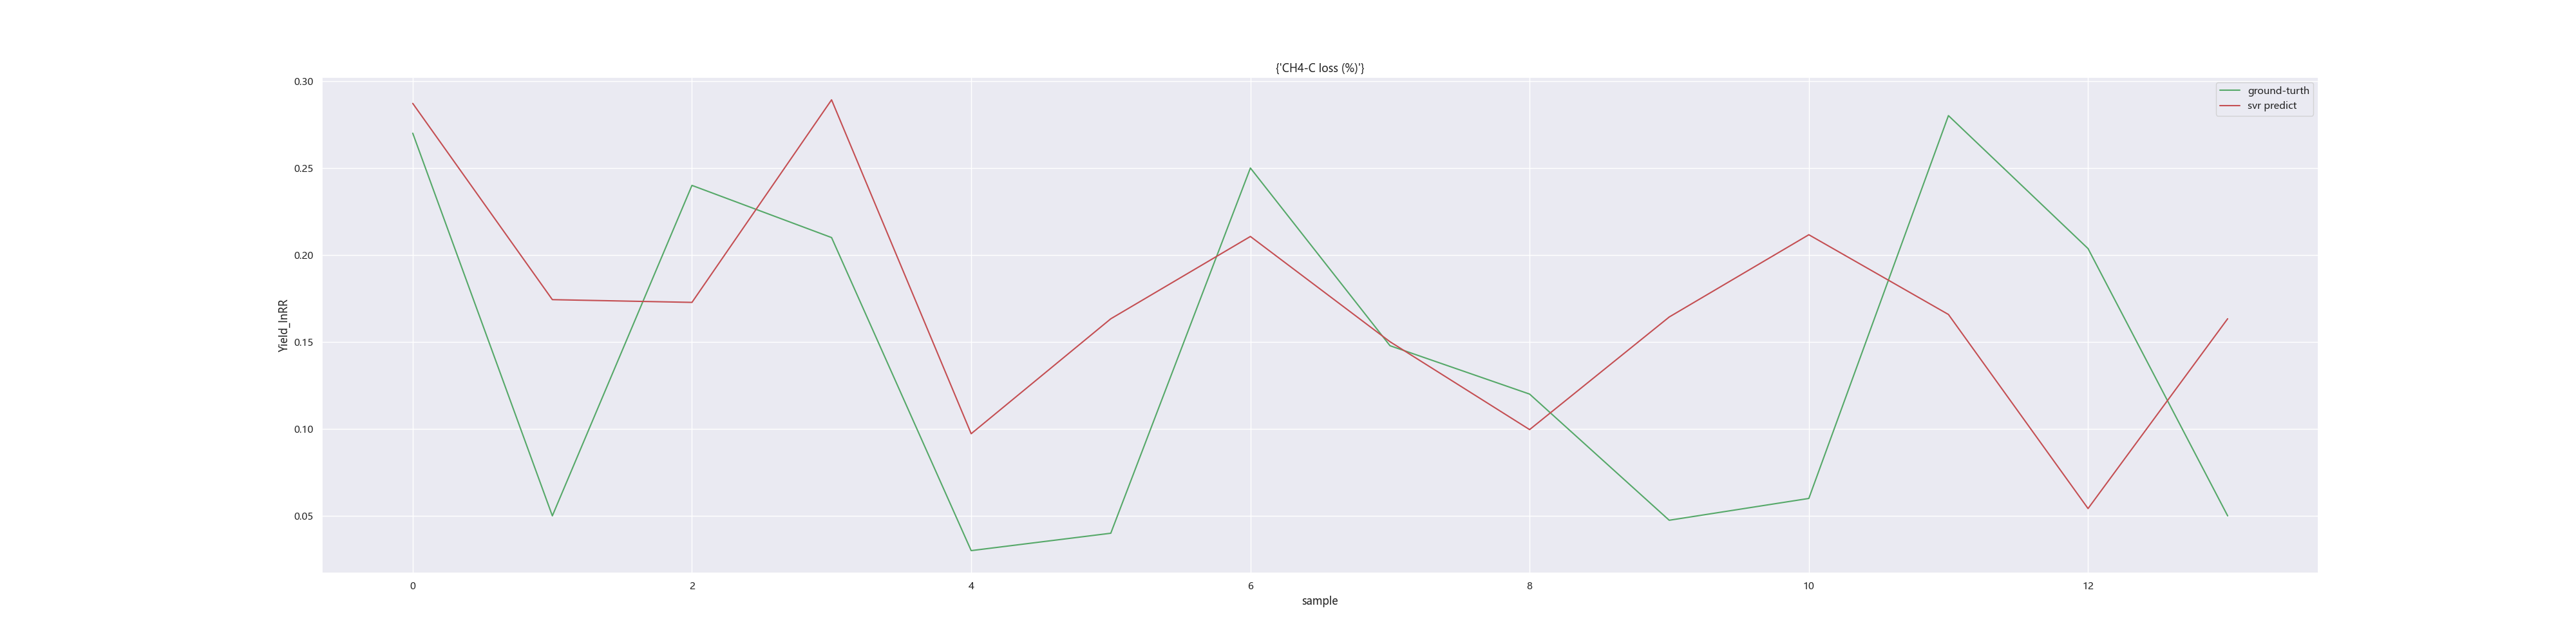 {'CH4-C loss (%)'}
ground-turth
svr predict
0.30
0.25
0.20
0.15
0.10
0.05
Yield_lnRR
0 2 4 6 8 10 12
sample